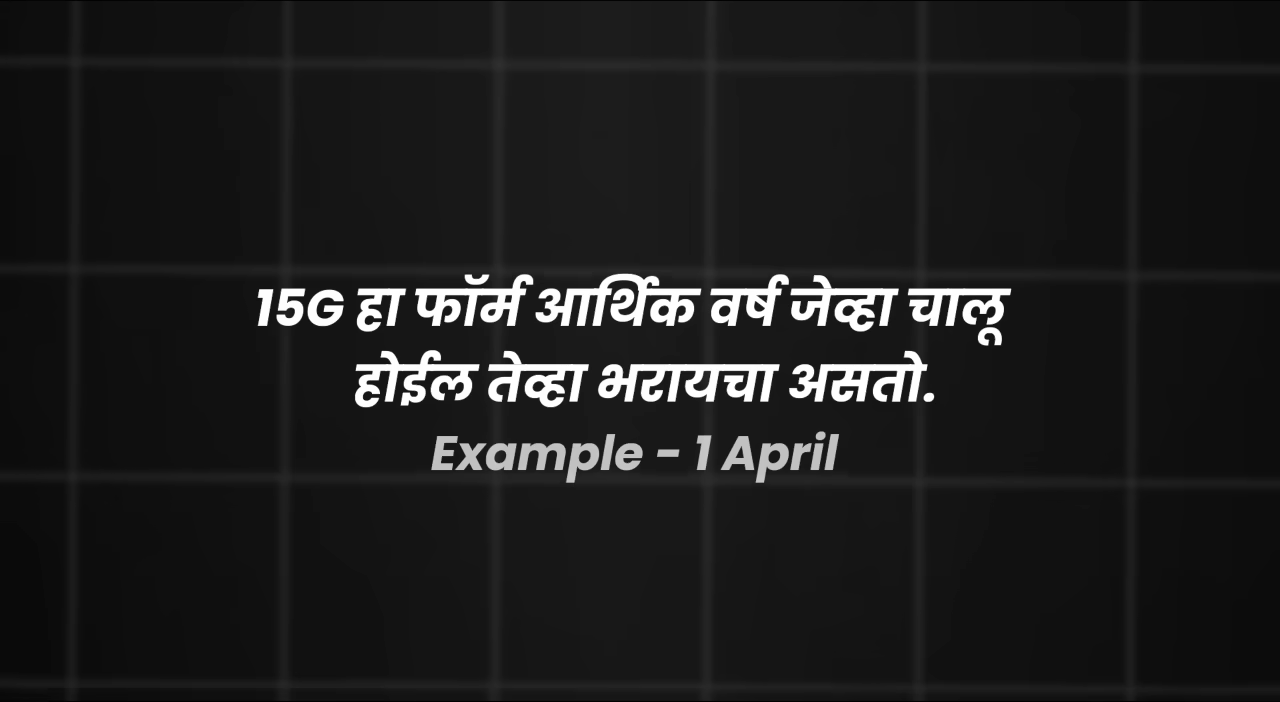 15G हा फॉर्म आर्थिक वर्ष जेव्हा चालू
होईल तेव्हा भरायचा असतो.
Example - 1 April